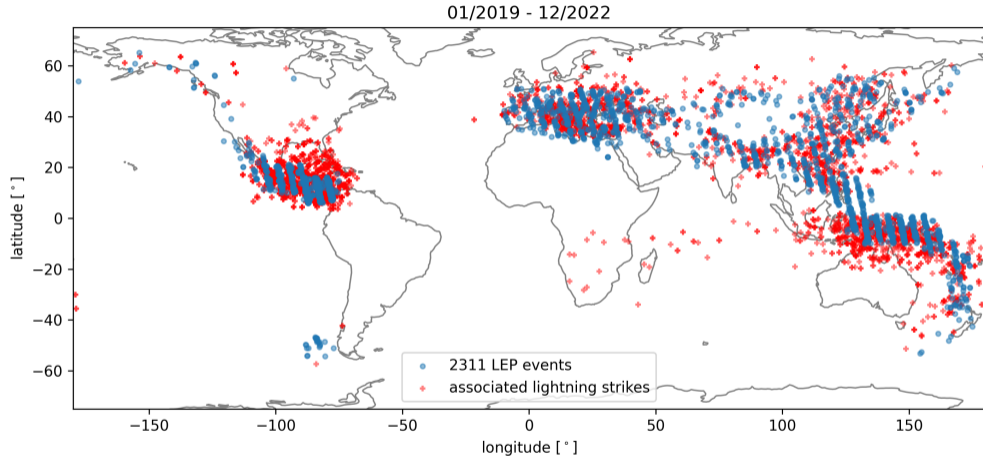 01/2019 - 12/2022
latitude [°]
60
40
20
0
−20
−40
−60
2311 LEP events
associated lightning strikes
−150
−100
−50
0
50
100
150
longitude [°]